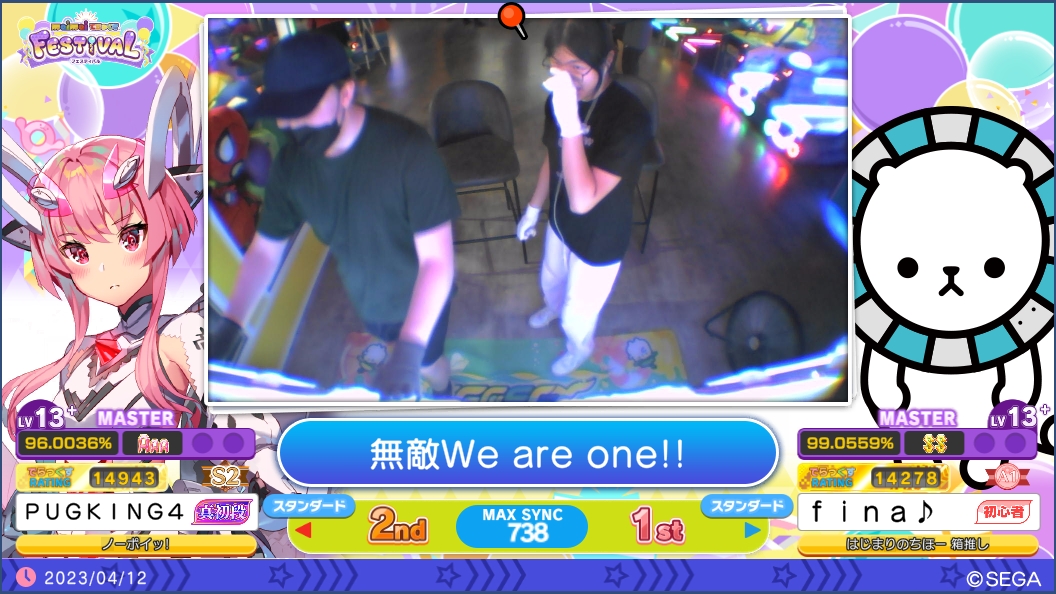 maimai でらっくす
FESTiVAL
フェスティバル
LV 13+
MASTER
96.0036%
AAA
でらっくす
RATING
14943
S2
PUGKING4
真初段
ノーボイッ!
無敵We are one!!
スタンダード
2nd
MAX SYNC
738
スタンダード
1st
MASTER
LV 13+
99.0559%
SS
でらっくす
RATING
14278
A1
fina♪
初心者
はじまりのちほー 箱推し
2023/04/12
©SEGA